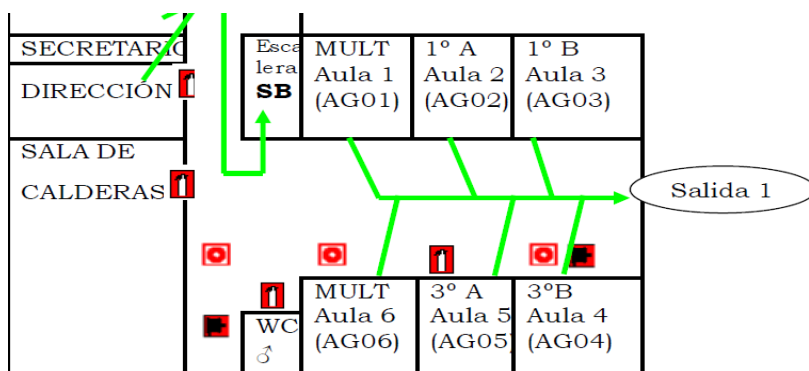 SECRETARIO
DIRECCIÓN
SALA DE
CALDERAS
Esca
lera
SB
MULT
Aula 1
(AG01)
1º A
Aula 2
(AG02)
1º B
Aula 3
(AG03)
Salida 1
WC
♂
MULT
Aula 6
(AG06)
3º A
Aula 5
(AG05)
3ºB
Aula 4
(AG04)